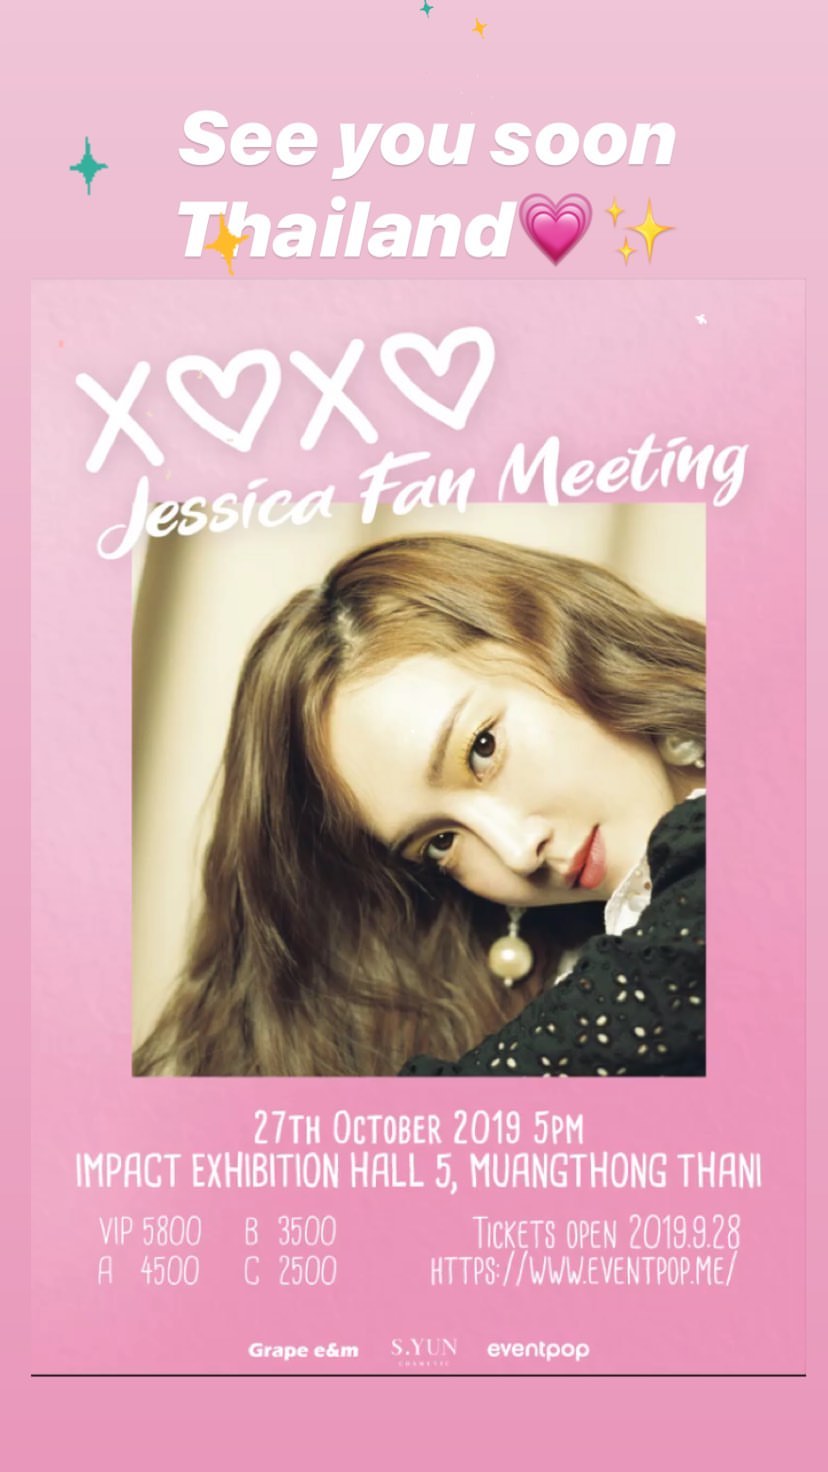 See you soon
Thailand💗✨
X♡X♡
Jessica Fan Meeting
27th October 2019 5pm
IMPACT EXHIBITION HALL 5, MUANGTHONG THANI
VIP 5800 B 3500
A 4500 C 2500
Tickets open 2019.9.28
https://www.eventpop.me/
Grape e&m S.YUN eventpop